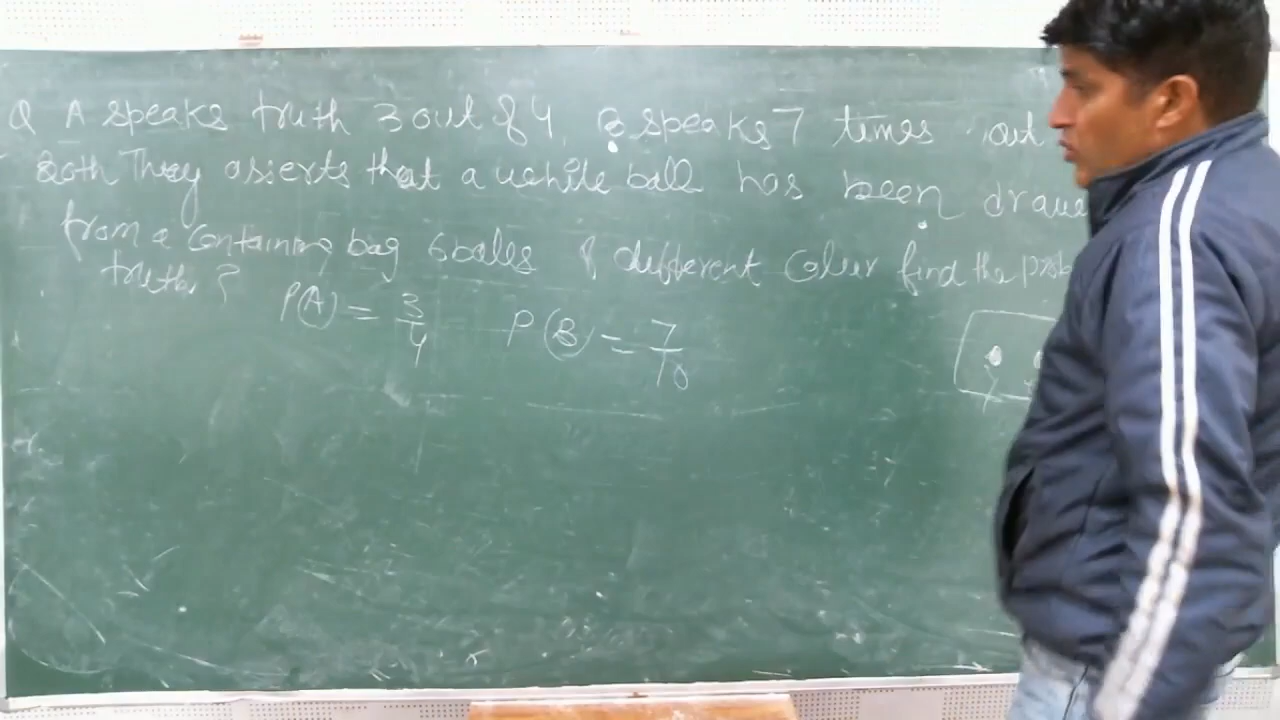 Q A speaks truth 3 out of 4, B speaks 7 times out
Both They asserts that a white ball has been draw
from a Containing bag 6 balls of different Colour find the prob
truth ?
P(A) = 3/4 P(B) = 7/10